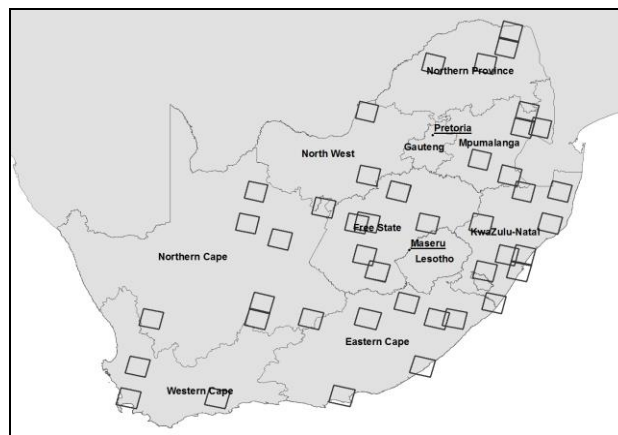 Northern Province
Pretoria
Gauteng
Mpumalanga
North West
Free State
KwaZulu-Natal
Maseru
Lesotho
Northern Cape
Eastern Cape
Western Cape